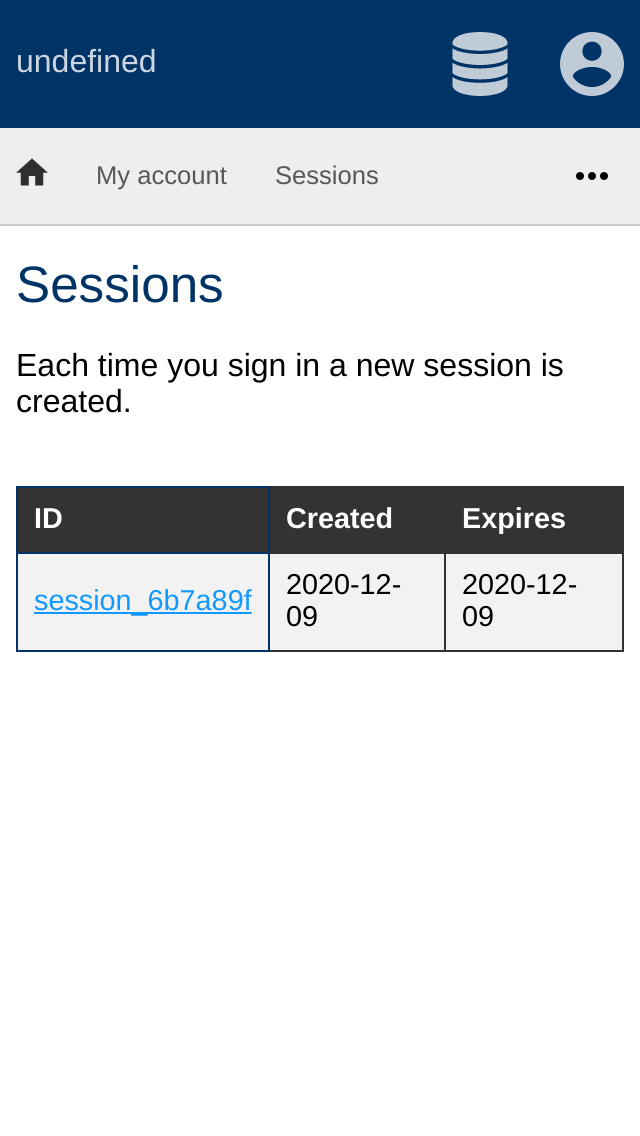 undefined
My account Sessions
Sessions
Each time you sign in a new session is
created.
ID Created Expires
session_6b7a89f 2020-12-09 2020-12-09